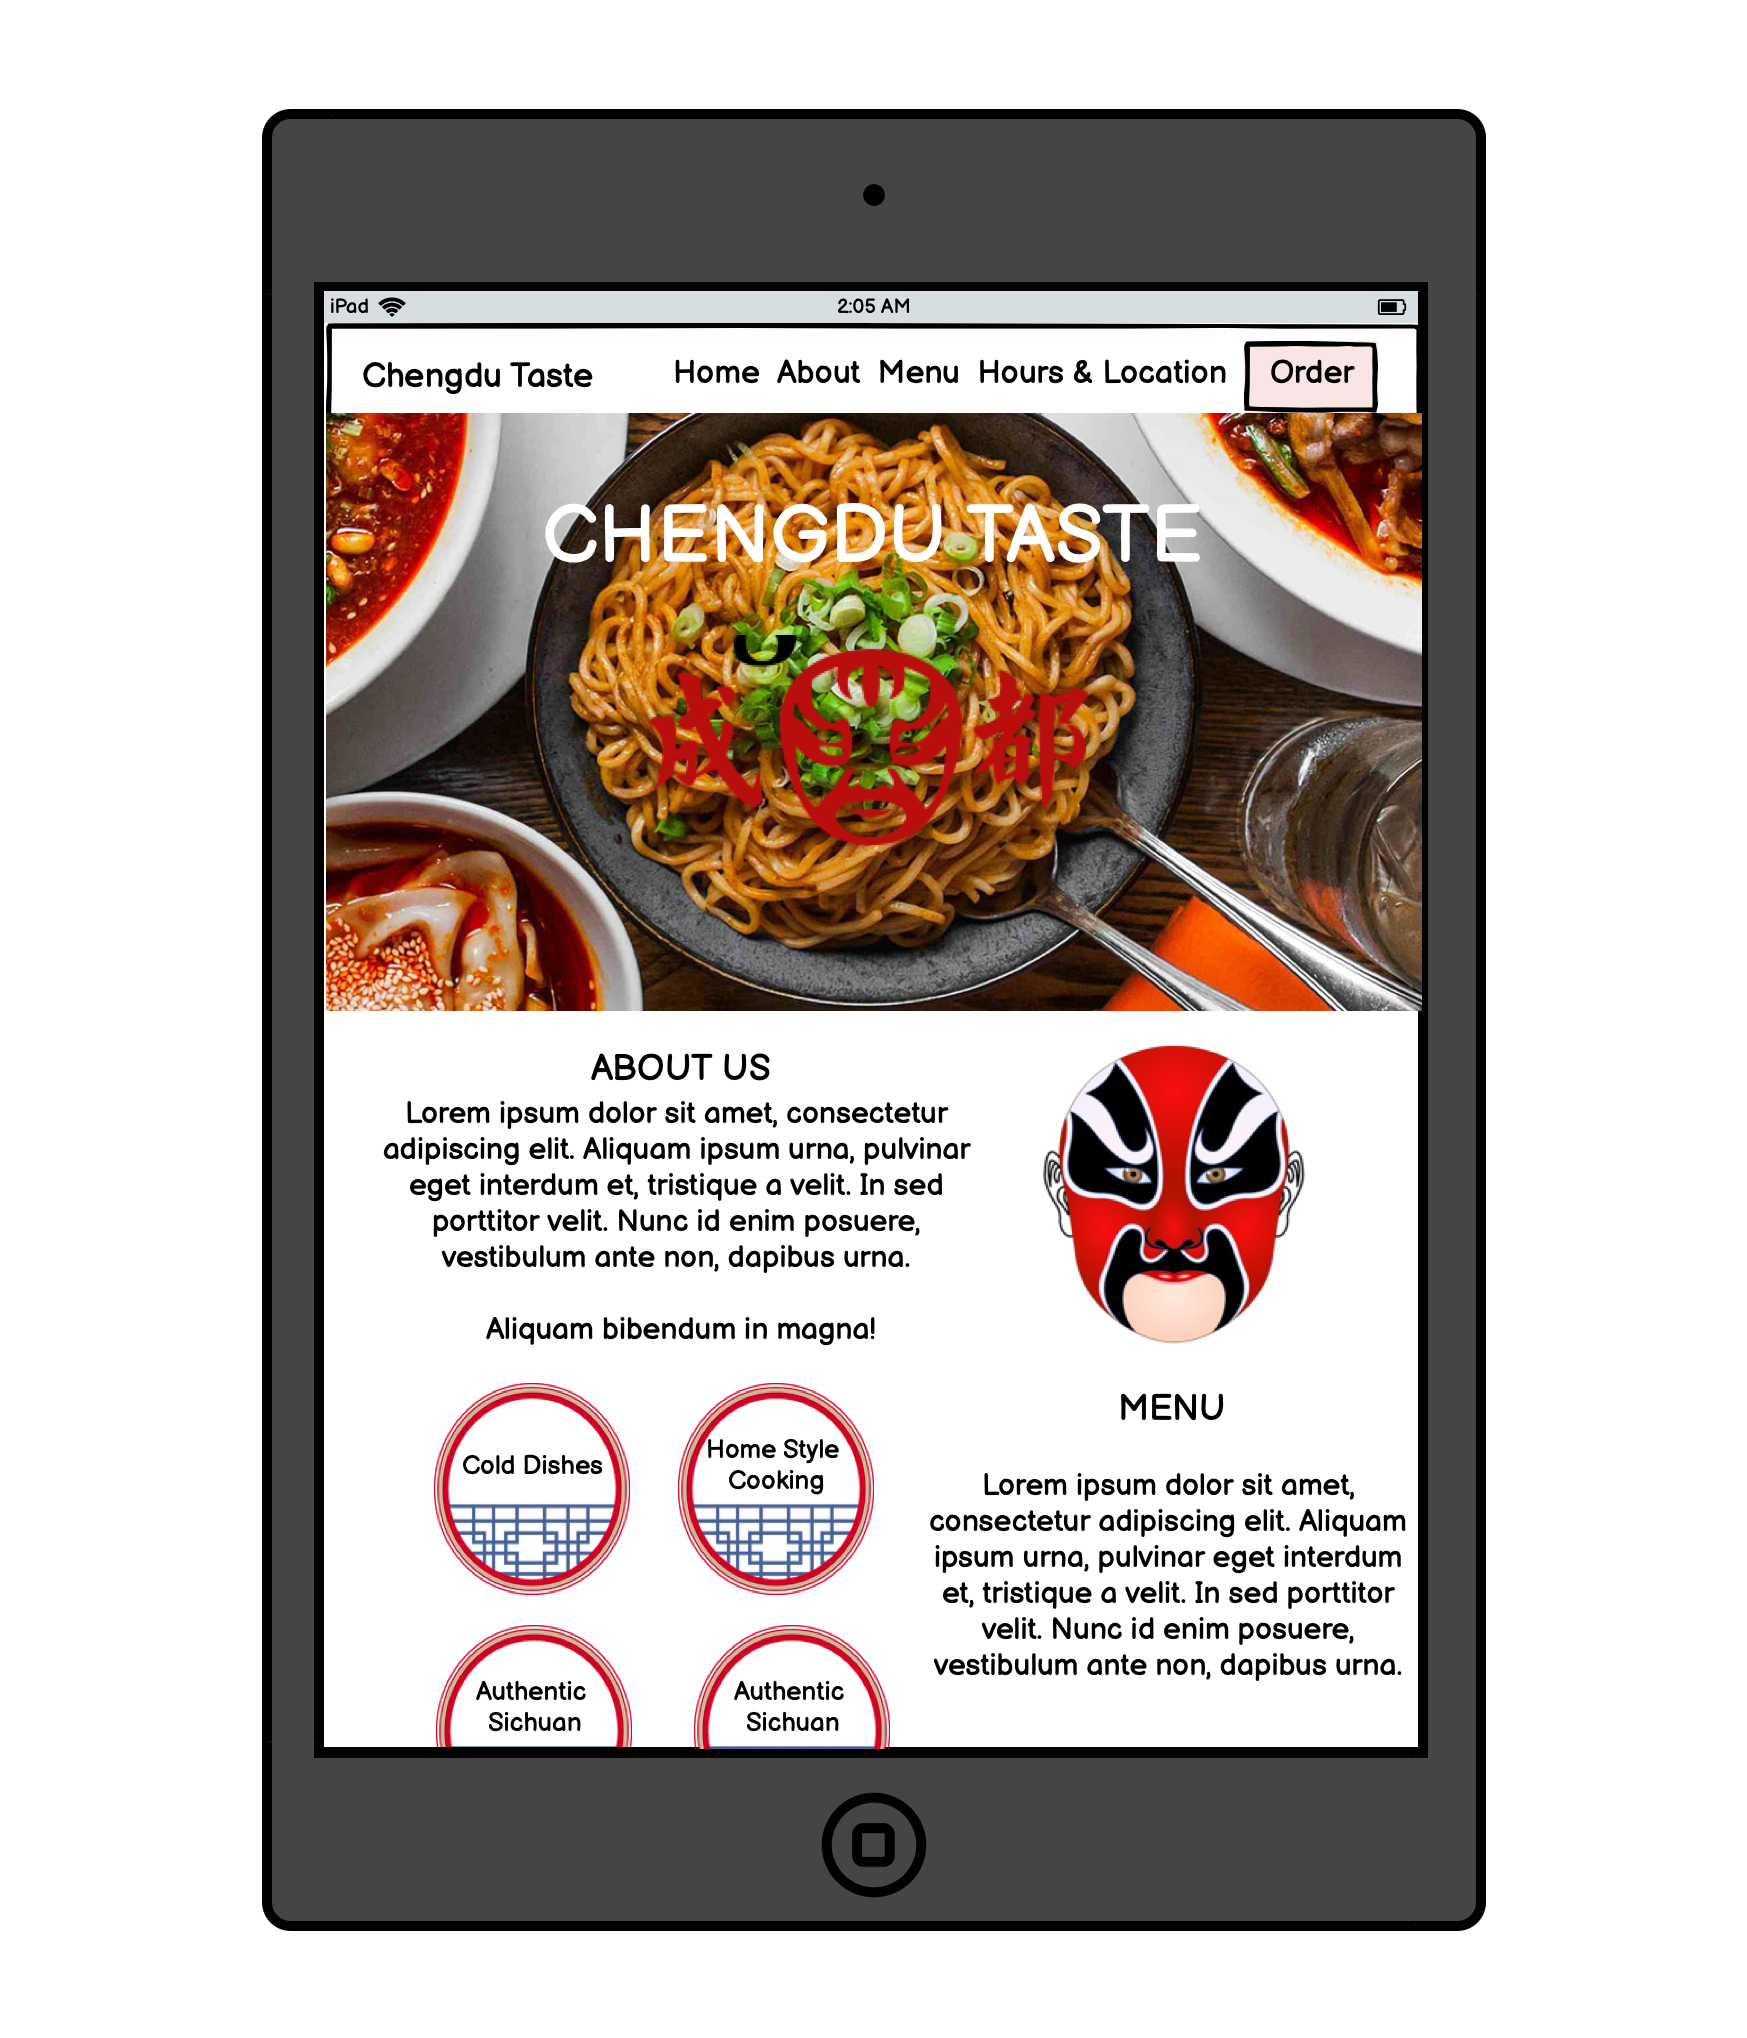 iPad 2:05 AM
Chengdu Taste Home About Menu Hours & Location Order
CHENGDU TASTE
成都
ABOUT US
Lorem ipsum dolor sit amet, consectetur
adipiscing elit. Aliquam ipsum urna, pulvinar
eget interdum et, tristique a velit. In sed
porttitor velit. Nunc id enim posuere,
vestibulum ante non, dapibus urna.
Aliquam bibendum in magna!
Cold Dishes
Home Style
Cooking
Authentic
Sichuan
Authentic
Sichuan
MENU
Lorem ipsum dolor sit amet,
consectetur adipiscing elit. Aliquam
ipsum urna, pulvinar eget interdum
et, tristique a velit. In sed porttitor
velit. Nunc id enim posuere,
vestibulum ante non, dapibus urna.